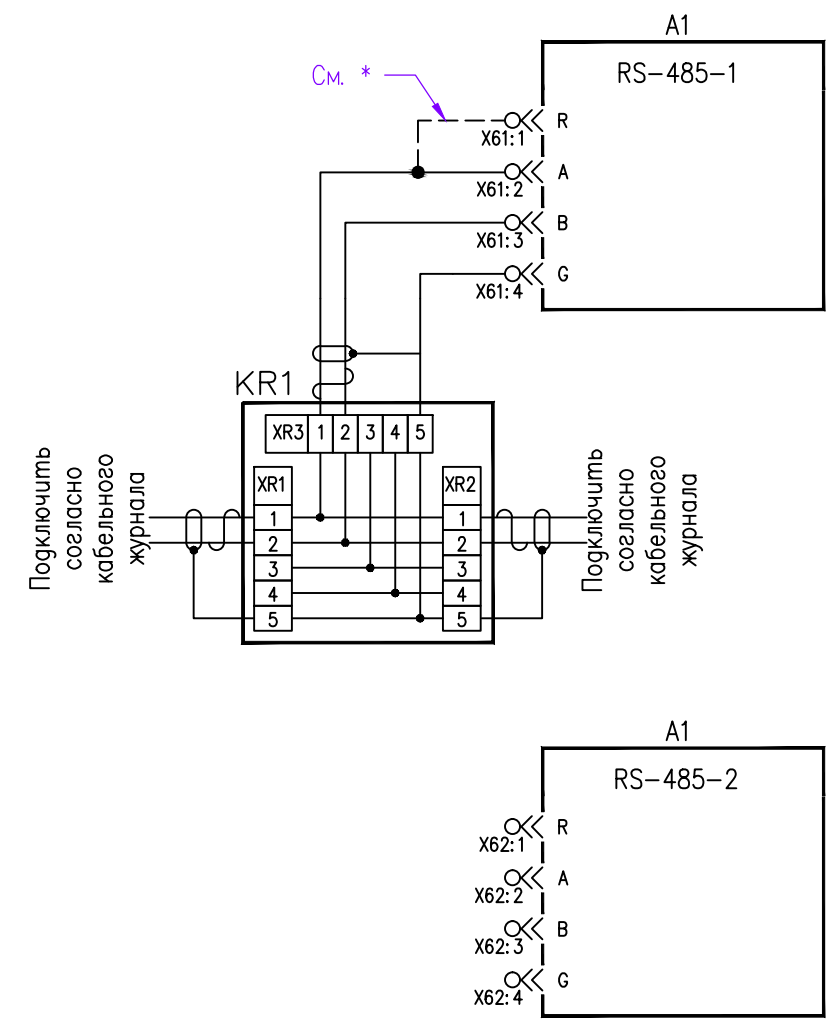 A1
RS-485-1
См. *
R
X61:1
A
X61:2
B
X61:3
G
X61:4
KR1
XR3 1 2 3 4 5
Подключить
согласно
кабельного
журнала
XR1
1
2
3
4
5
XR2
1
2
3
4
5
Подключить
согласно
кабельного
журнала
A1
RS-485-2
R
X62:1
A
X62:2
B
X62:3
G
X62:4